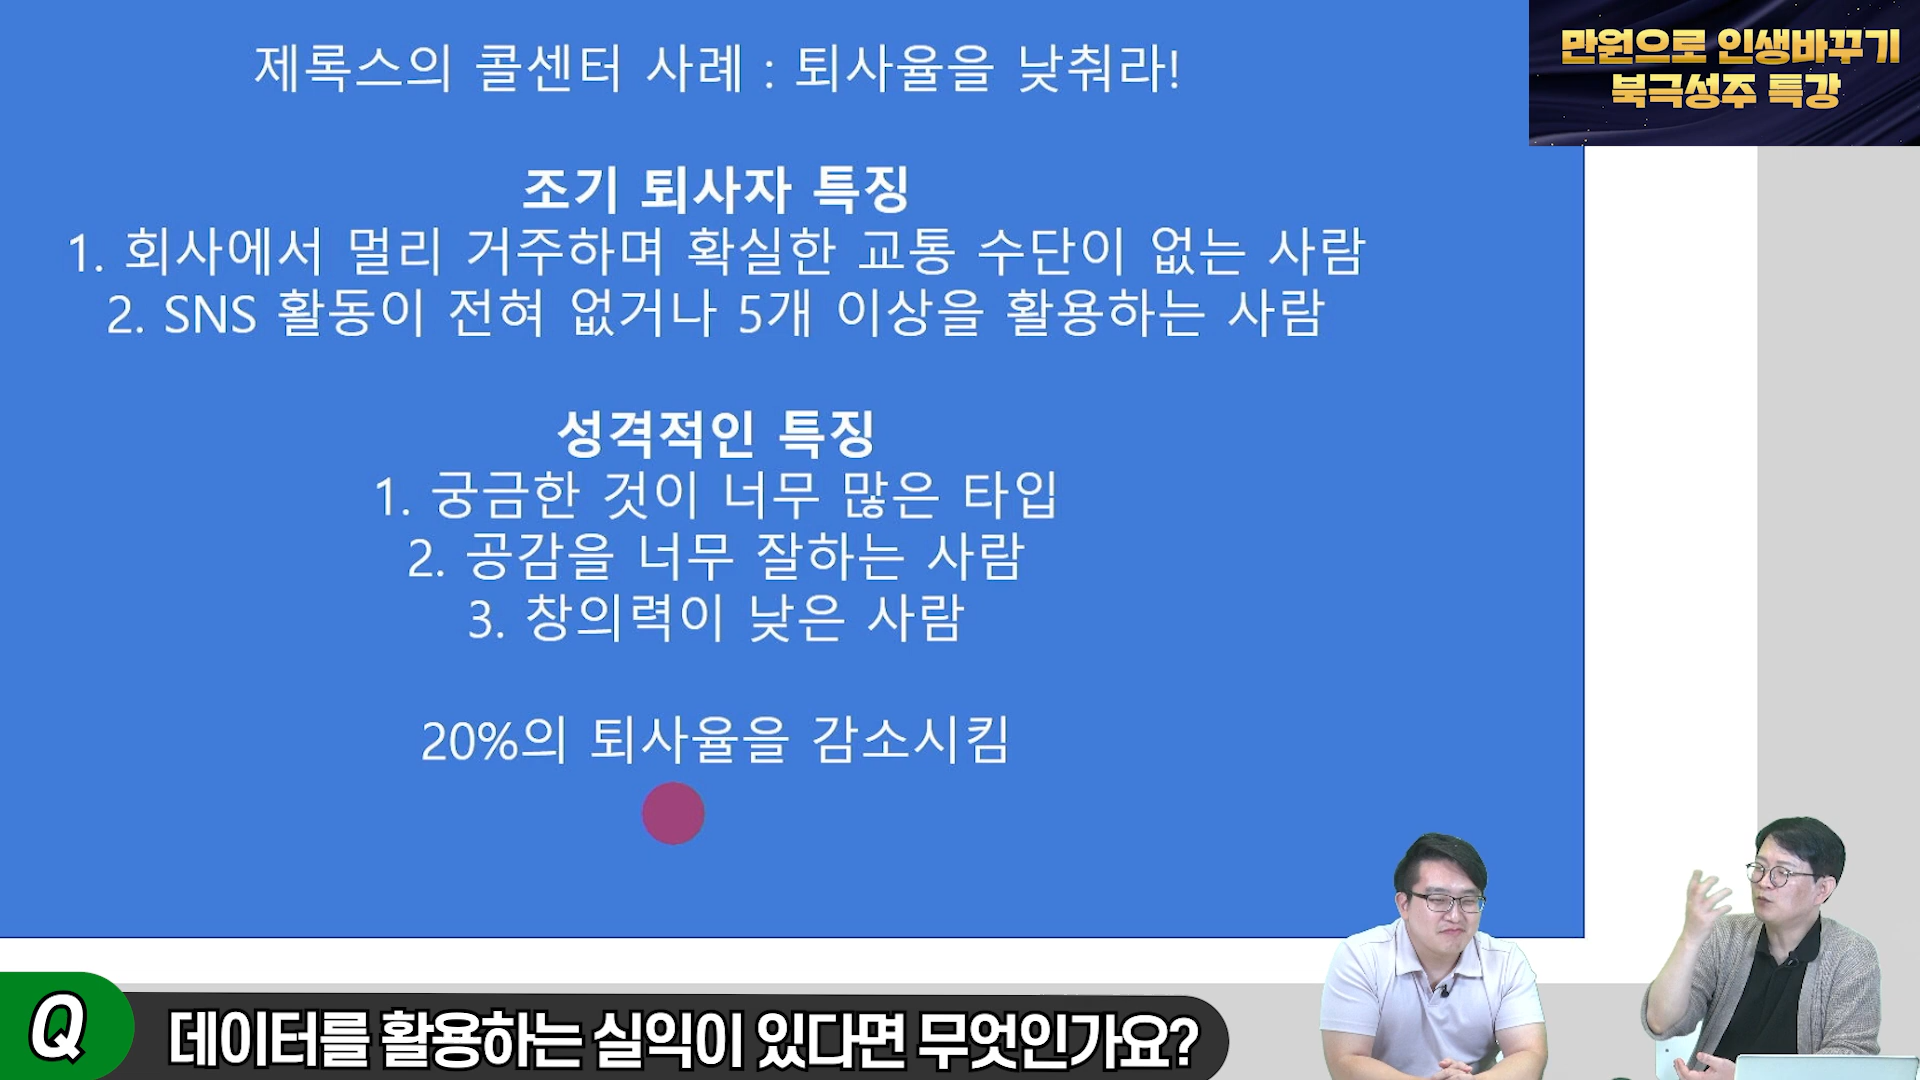 제록스의 콜센터 사례 : 퇴사율을 낮춰라!
만원으로 인생바꾸기
북극성주 특강
조기 퇴사자 특징
1. 회사에서 멀리 거주하며 확실한 교통 수단이 없는 사람
2. SNS 활동이 전혀 없거나 5개 이상을 활용하는 사람
성격적인 특징
1. 궁금한 것이 너무 많은 타입
2. 공감을 너무 잘하는 사람
3. 창의력이 낮은 사람
20%의 퇴사율을 감소시킴
Q 데이터를 활용하는 실익이 있다면 무엇인가요?